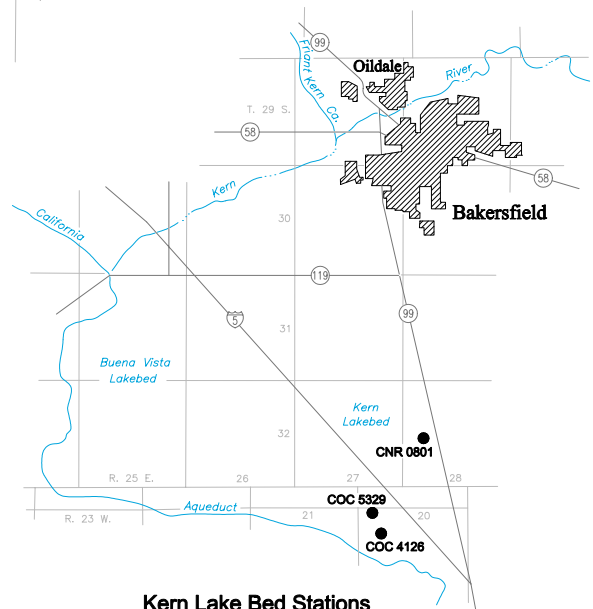 99
Friant Kern Ca.
Oildale
River
T. 29 S.
58
58
Kern
California
30
Bakersfield
119
5
99
31
Buena Vista
Lakebed
Kern
Lakebed
32
CNR 0801
R. 25 E.
26
27
28
COC 5329
Aqueduct
R. 23 W.
21
20
COC 4126
Kern Lake Bed Stations